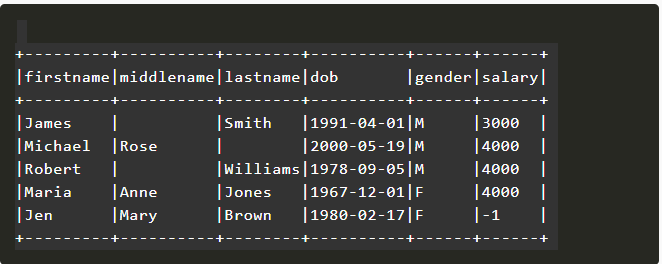 +---------+----------+--------+----------+------+------+
|firstname|middlename|lastname|dob       |gender|salary|
+---------+----------+--------+----------+------+------+
|James    |          |Smith   |1991-04-01|M     |3000  |
|Michael  |Rose      |        |2000-05-19|M     |4000  |
|Robert   |          |Williams|1978-09-05|M     |4000  |
|Maria    |Anne      |Jones   |1967-12-01|F     |4000  |
|Jen      |Mary      |Brown   |1980-02-17|F     |-1    |
+---------+----------+--------+----------+------+------+